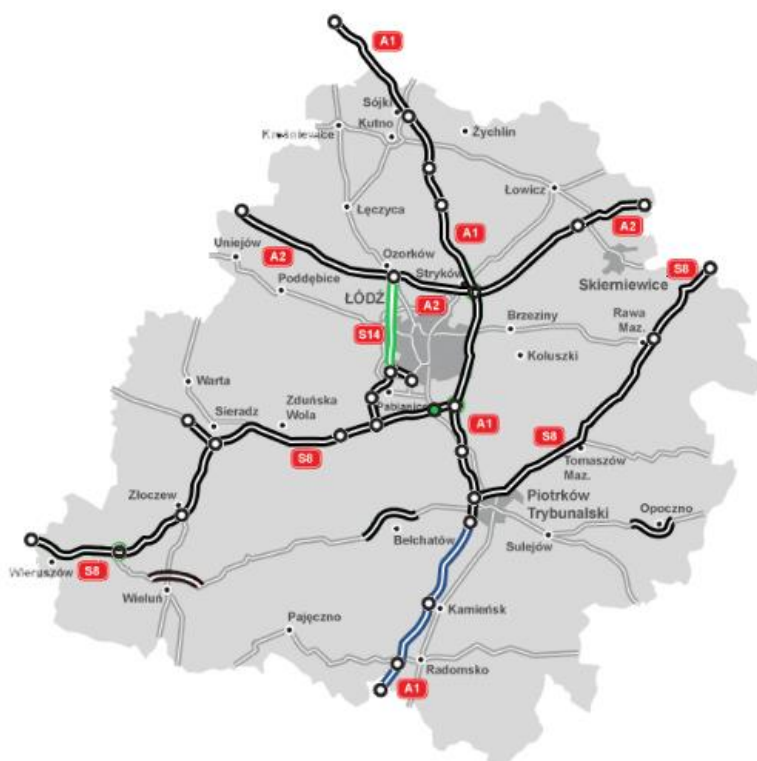 A1
Sójki
Kutno
Żychlin
Krośniewice
Łowicz
Łęczyca
A1
A2
Uniejów
A2
Ozorków
Stryków
S8
Skierniewice
Poddębice
ŁÓDŹ
A2
Brzeziny
Rawa
Maz.
S14
Koluszki
Warta
Pabianice
Sieradz
Zduńska
Wola
A1
S8
S8
Tomaszów
Maz.
Złoczew
Piotrków
Trybunalski
Opoczno
Bełchatów
Sulejów
Wieruszów
S8
Wieluń
Kamieńsk
Pajęczno
Radomsko
A1